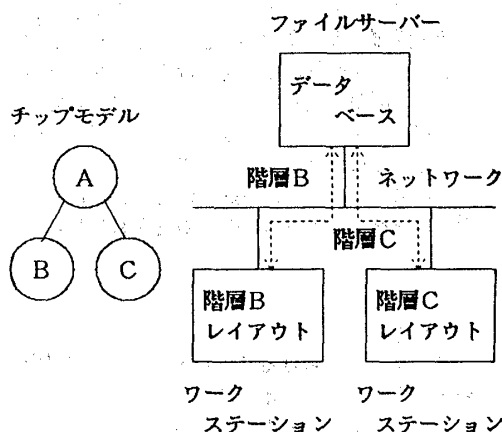 ファイルサーバー
データ
ベース
チップモデル
A
B
C
階層B
ネットワーク
階層C
階層B
レイアウト
階層C
レイアウト
ワーク
ステーション
ワーク
ステーション